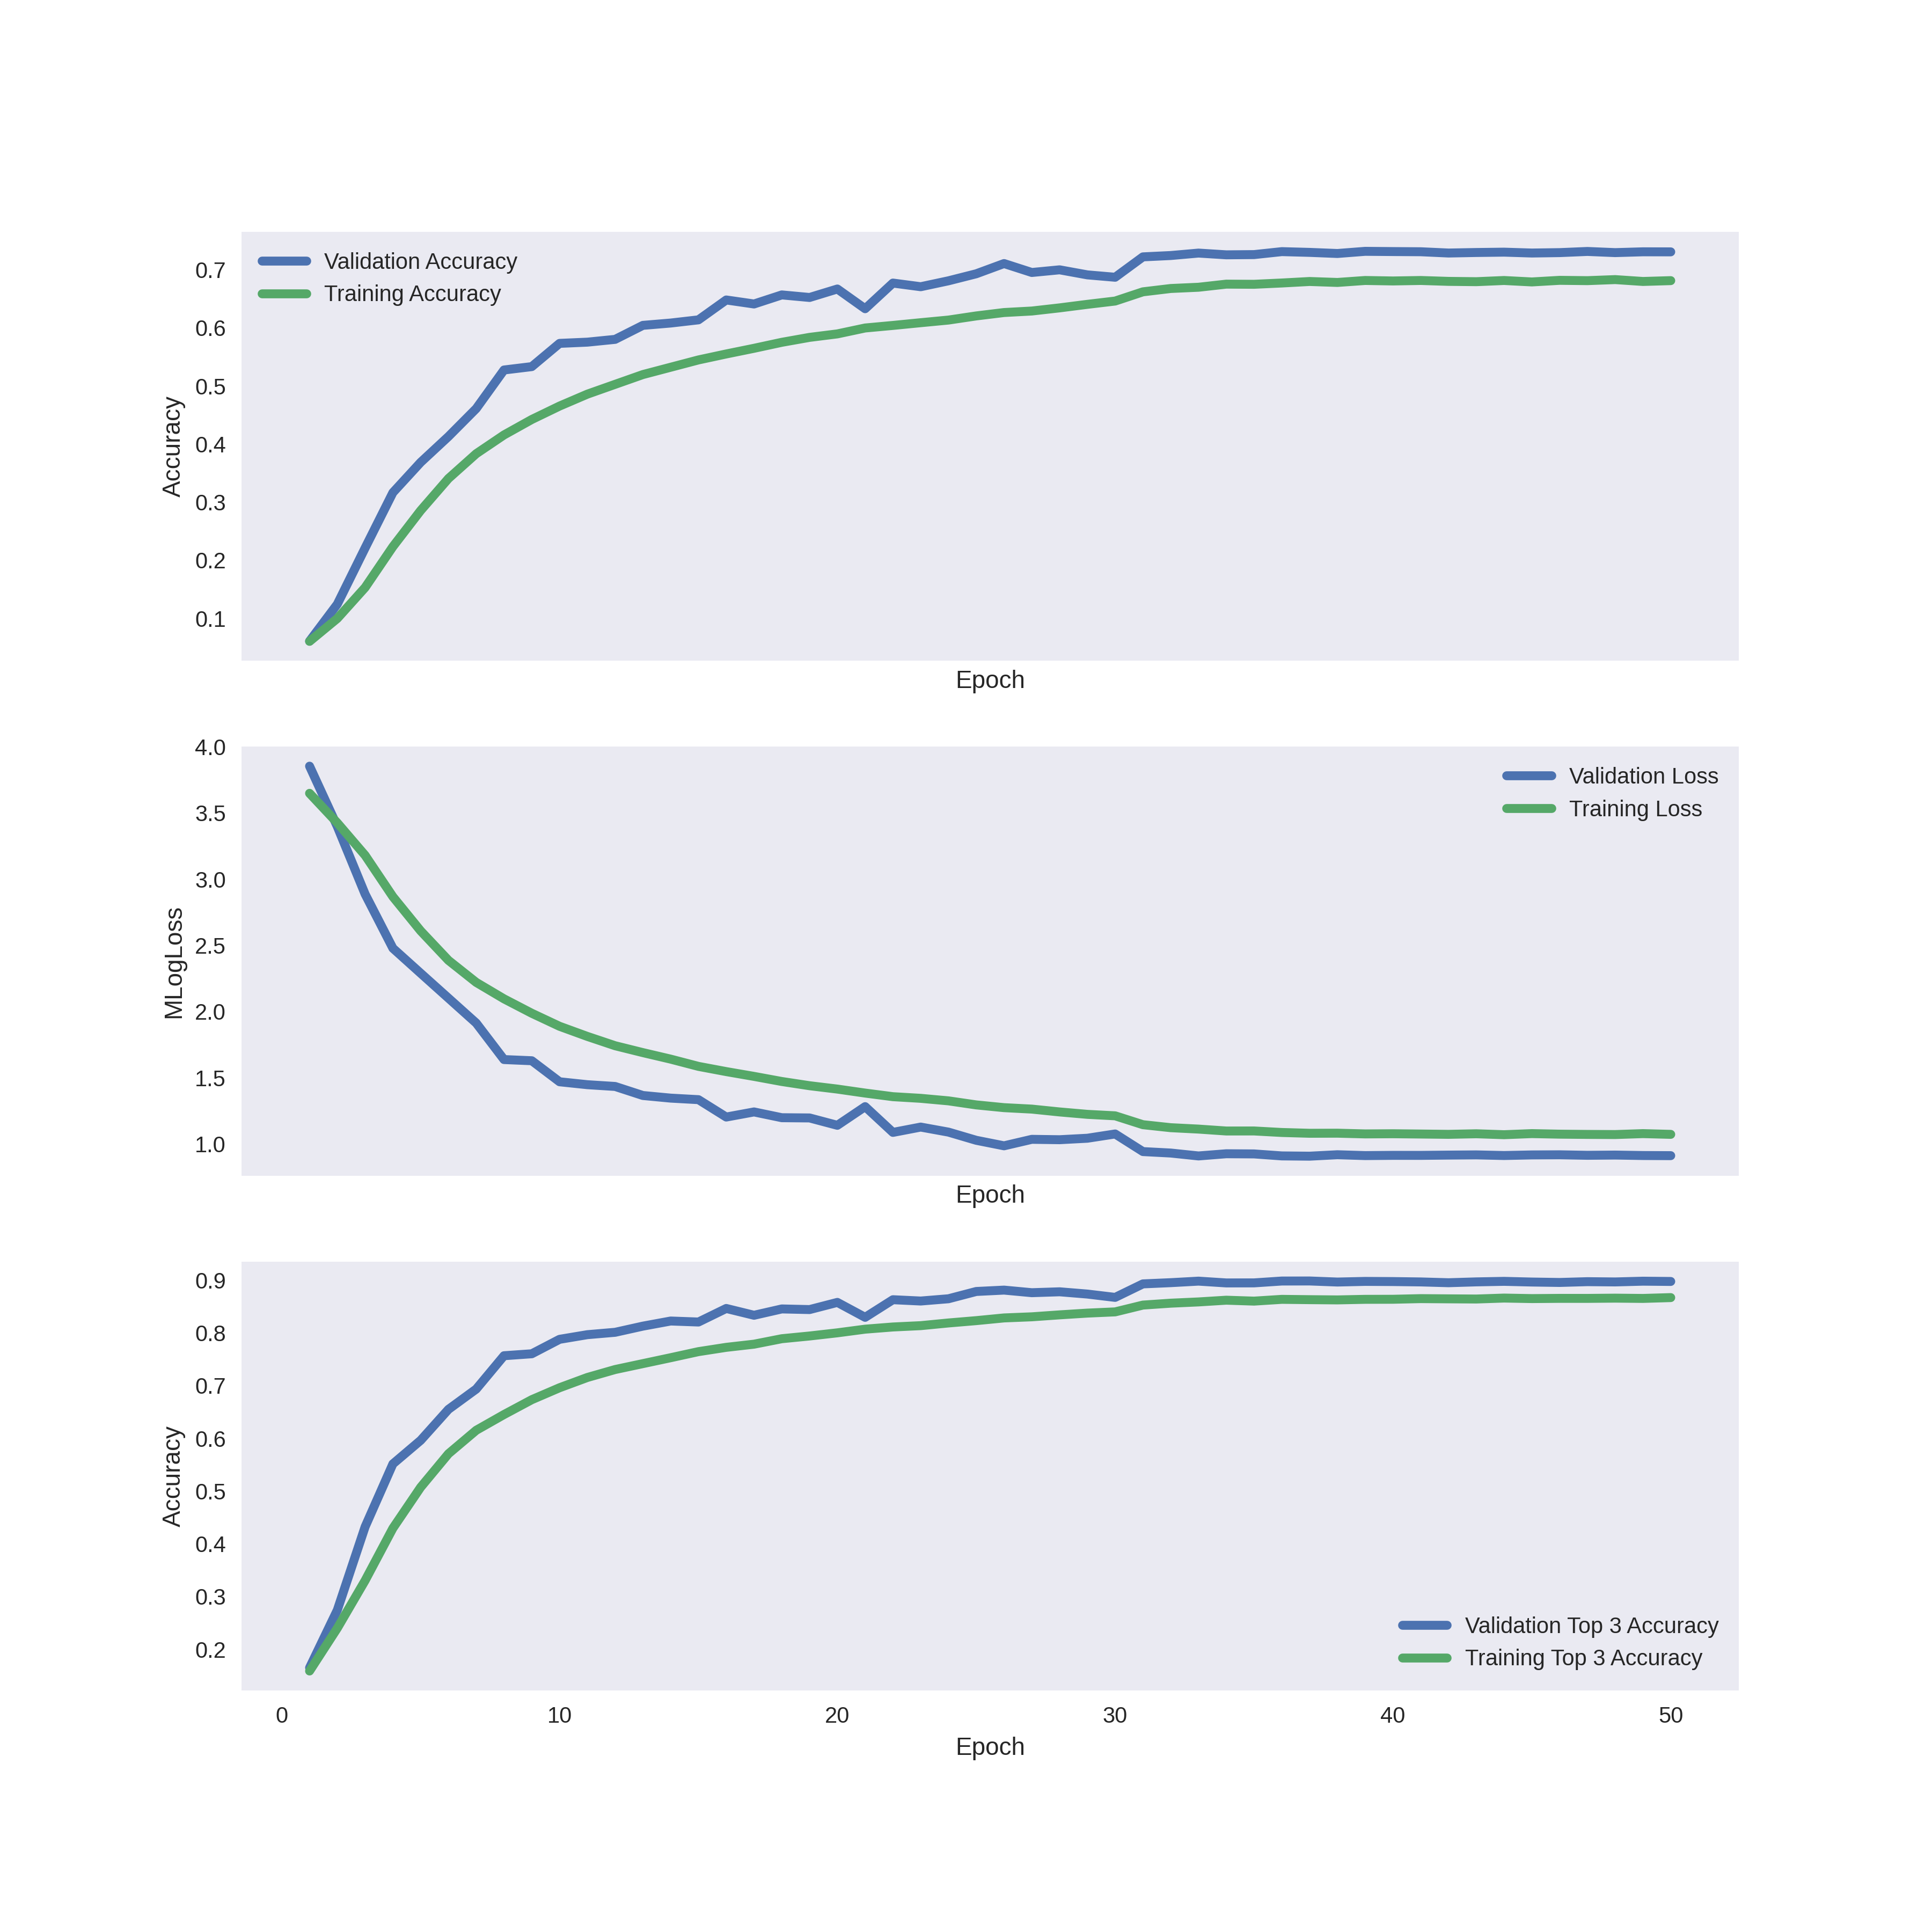 Validation Accuracy
Training Accuracy
0.7
0.6
0.5
0.4
0.3
0.2
0.1
Accuracy
Epoch
4.0
3.5
3.0
2.5
2.0
1.5
1.0
MLogLoss
Validation Loss
Training Loss
Epoch
0.9
0.8
0.7
0.6
0.5
0.4
0.3
0.2
Accuracy
Validation Top 3 Accuracy
Training Top 3 Accuracy
0 10 20 30 40 50
Epoch